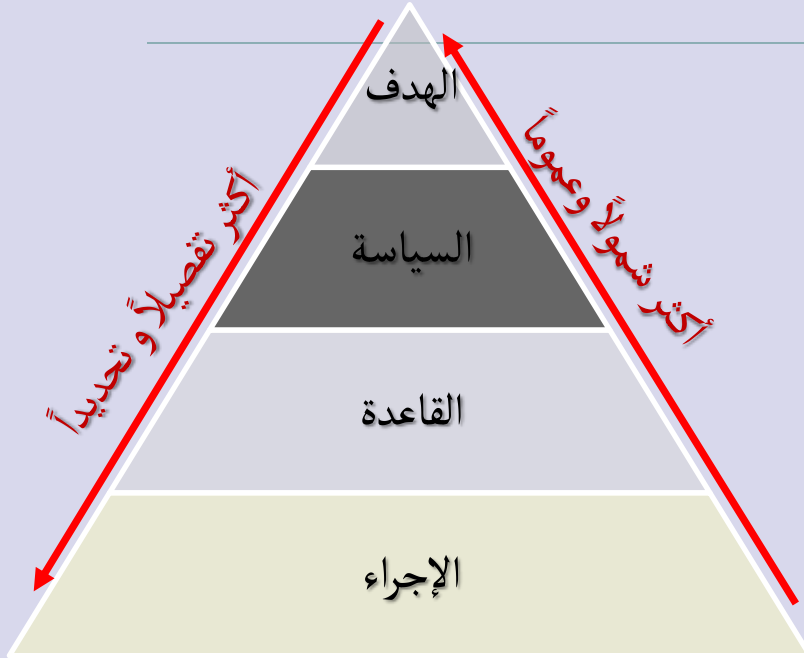 الهدف
السياسة
القاعدة
الإجراء
أكثر شمولاً وعموماً
أكثر تفصيلاً و تحديداً